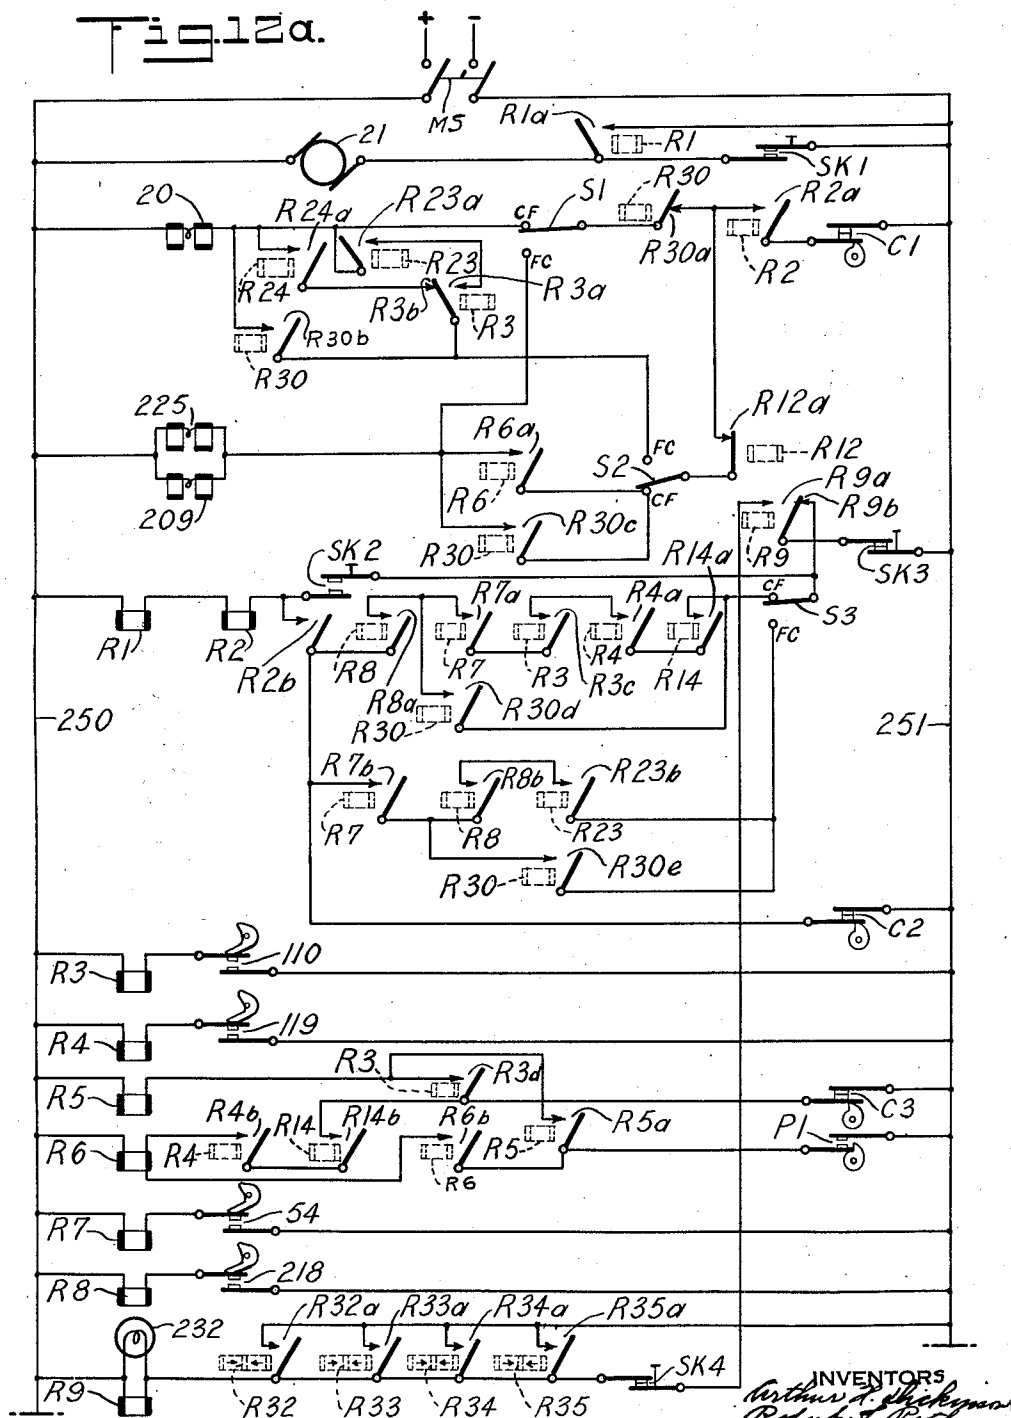 Fig. 12a.
+ -
M5
21
R1a
R1
SK1
20
R24a
R23a
CF
S1
R30
R2a
R24
R23
FC
R30a
R2
C1
R3b
R3a
R3
R30b
R30
225
R6a
R12a
FC
S2
R12
R6
CF
R9a
R9b
209
R30c
R30
R9
SK3
SK2
R14a
R7a
R4a
CF
S3
FC
R1
R2
R2b
R8
R8a
R7
R3
R3c
R4
R14
R30d
R30
250
251
R7b
R8b
R23b
R7
R8
R23
R30e
R30
C2
R3
110
R4
119
R5
R3
R3d
C3
R4b
R14b
R6b
R5a
P1
R6
R4
R14
R6
R5
R7
54
R8
218
232
R32a
R33a
R34a
R35a
SK4
R9
R32
R33
R34
R35
INVENTORS
Arthur H. Dickinson